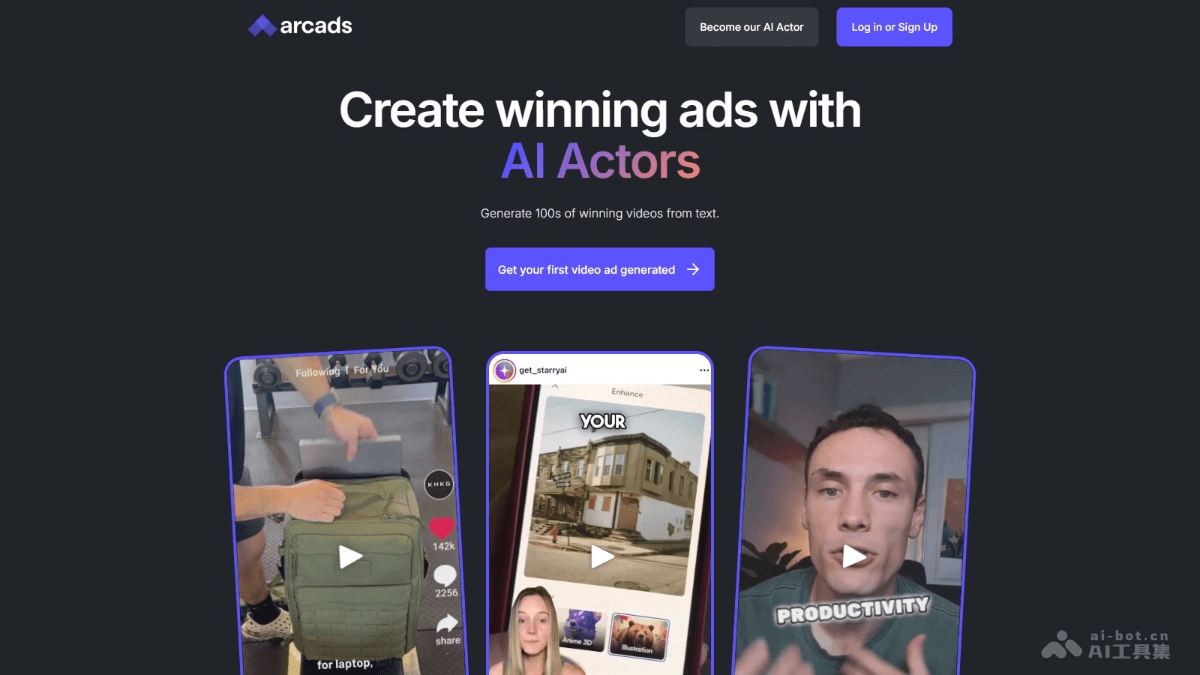 arcads
Become our AI Actor
Log in or Sign Up
Create winning ads with
AI Actors
Generate 100s of winning videos from text.
Get your first video ad generated
Following | For You
KMKG
142k
2256
share
for laptop,
get_starryai
Enhance
YOUR
Anime 3D
Illustration
PRODUCTIVITY
ai-bot.cn
AI工具集